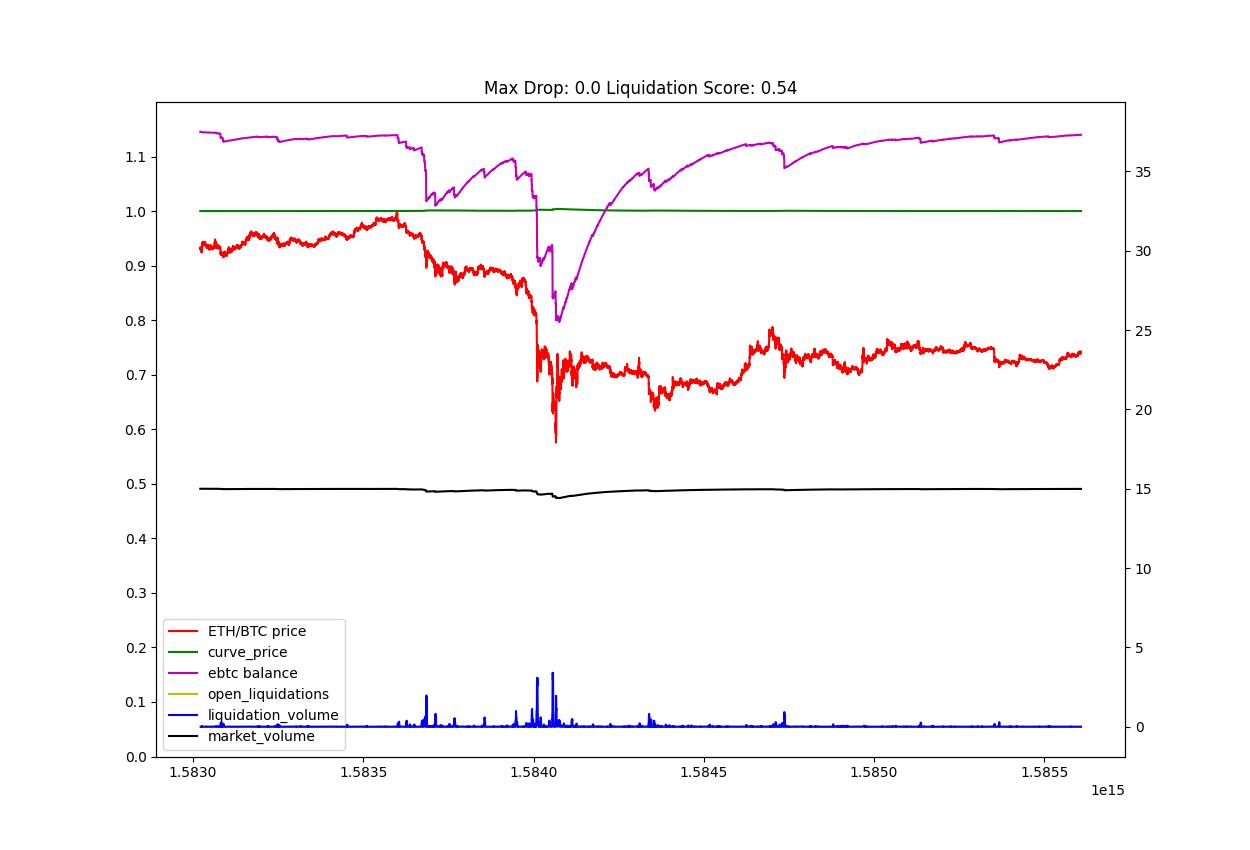 Max Drop: 0.0 Liquidation Score: 0.54
1.1
1.0
0.9
0.8
0.7
0.6
0.5
0.4
0.3
0.2
0.1
0.0
35
30
25
20
15
10
5
0
ETH/BTC price
curve_price
ebtc balance
open_liquidations
liquidation_volume
market_volume
1.5830 1.5835 1.5840 1.5845 1.5850 1.5855
1e15